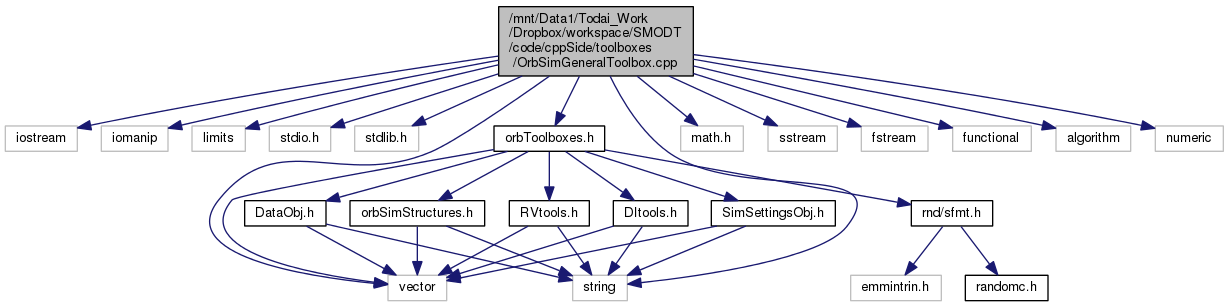 /mnt/Data1/Todai_Work
/Dropbox/workspace/SMODT
/code/cppSide/toolboxes
/OrbSimGeneralToolbox.cpp
iostream
iomanip
limits
stdio.h
stdlib.h
orbToolboxes.h
math.h
sstream
fstream
functional
algorithm
numeric
DataObj.h
orbSimStructures.h
RVtools.h
DItools.h
SimSettingsObj.h
rnd/sfmt.h
vector
string
emmintrin.h
randomc.h